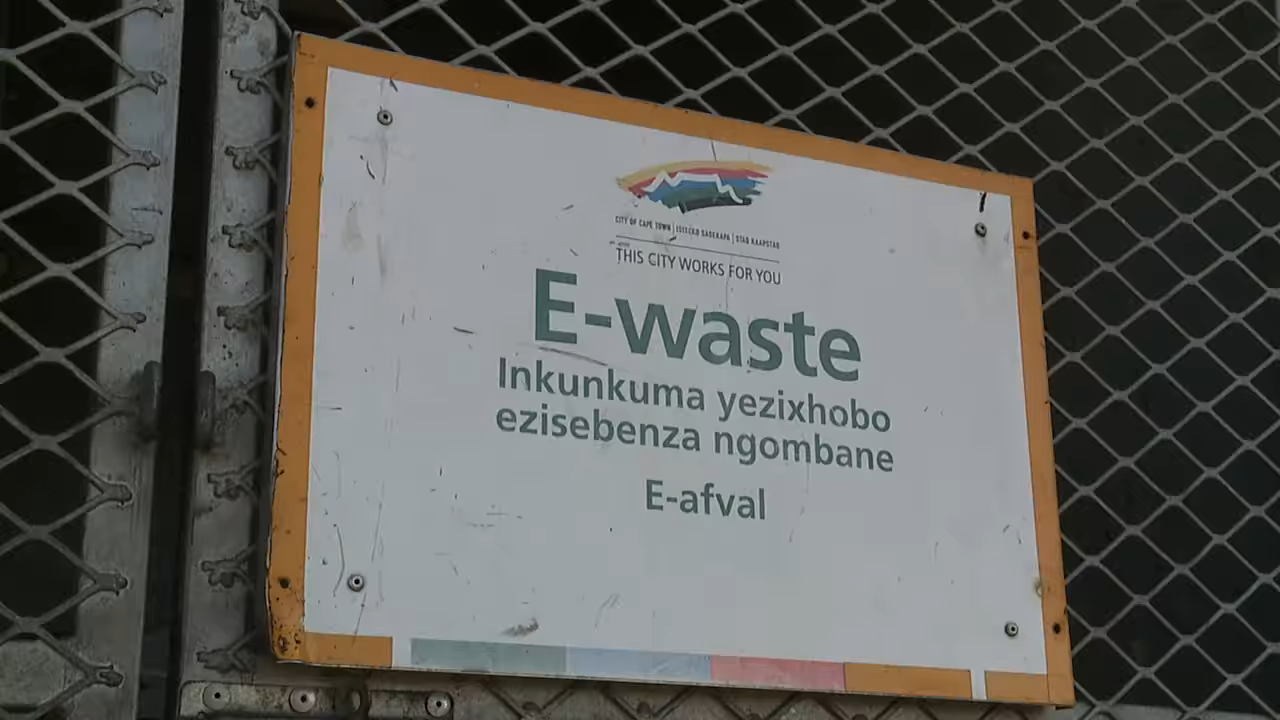 CITY OF CAPE TOWN | ISIXEKO SASEKAPA | STAD KAAPSTAD
THIS CITY WORKS FOR YOU
E-waste
Inkunkuma yezixhobo
ezisebenza ngombane
E-afval